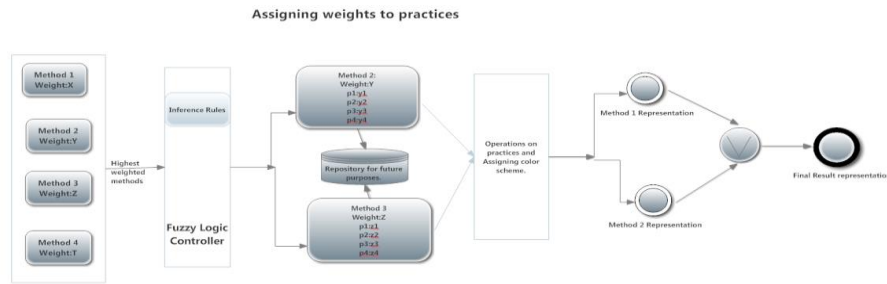 Assigning weights to practices
Method 1
Weight:X
Method 2
Weight:Y
Method 3
Weight:Z
Method 4
Weight:T
Highest
weighted
methods
Inference Rules
Fuzzy Logic
Controller
Method 2:
Weight:Y
p1:y1
p2:y2
p3:y3
p4:y4
Repository for future
purposes.
Method 3
Weight:Z
p1:z1
p2:z2
p3:z3
p4:z4
Operations on
practices and
Assigning color
scheme.
Method 1 Representation
Method 2 Representation
Final Result representatio